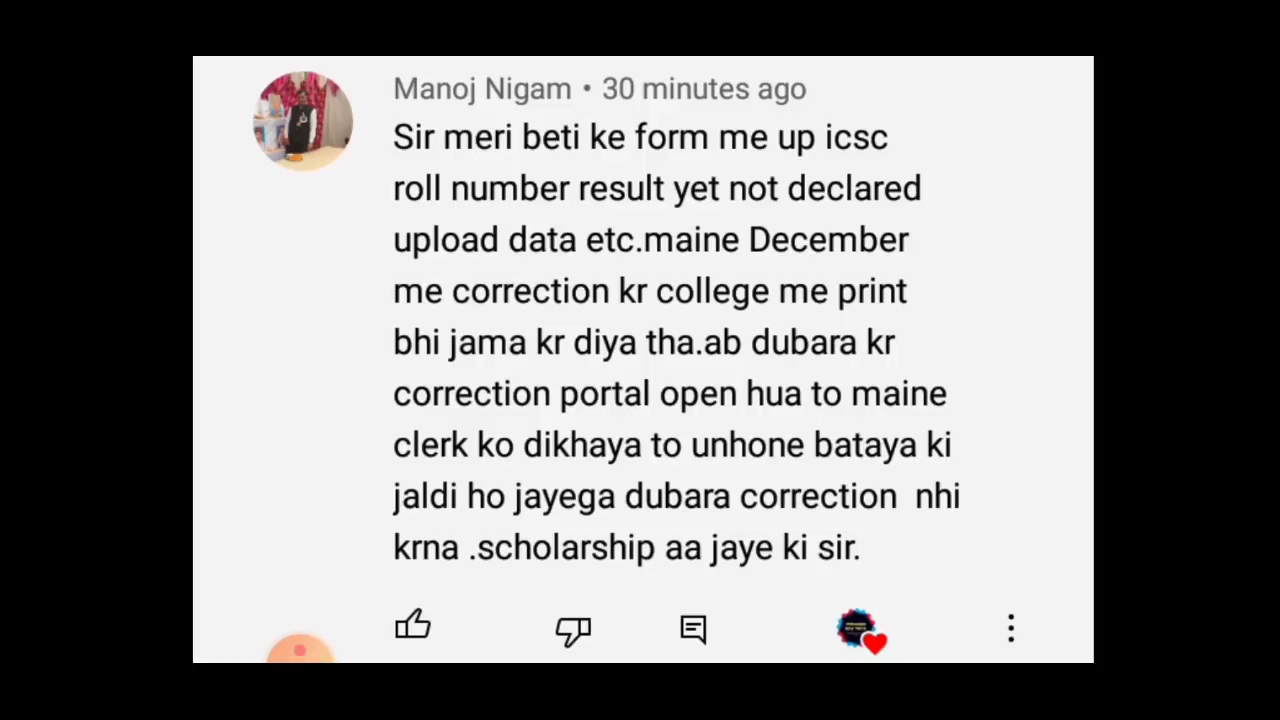 Manoj Nigam • 30 minutes ago
Sir meri beti ke form me up icsc
roll number result yet not declared
upload data etc.maine December
me correction kr college me print
bhi jama kr diya tha.ab dubara kr
correction portal open hua to maine
clerk ko dikhaya to unhone bataya ki
jaldi ho jayega dubara correction  nhi
krna .scholarship aa jaye ki sir.